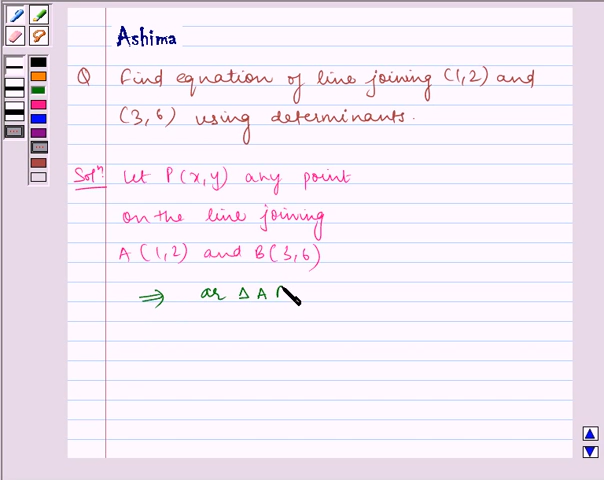 Ashima
Q Find equation of line joining (1,2) and
(3,6) using determinants.
Solⁿ. Let P(x,y) any point
on the line joining
A (1,2) and B(3,6)
⇒ ar Δ A